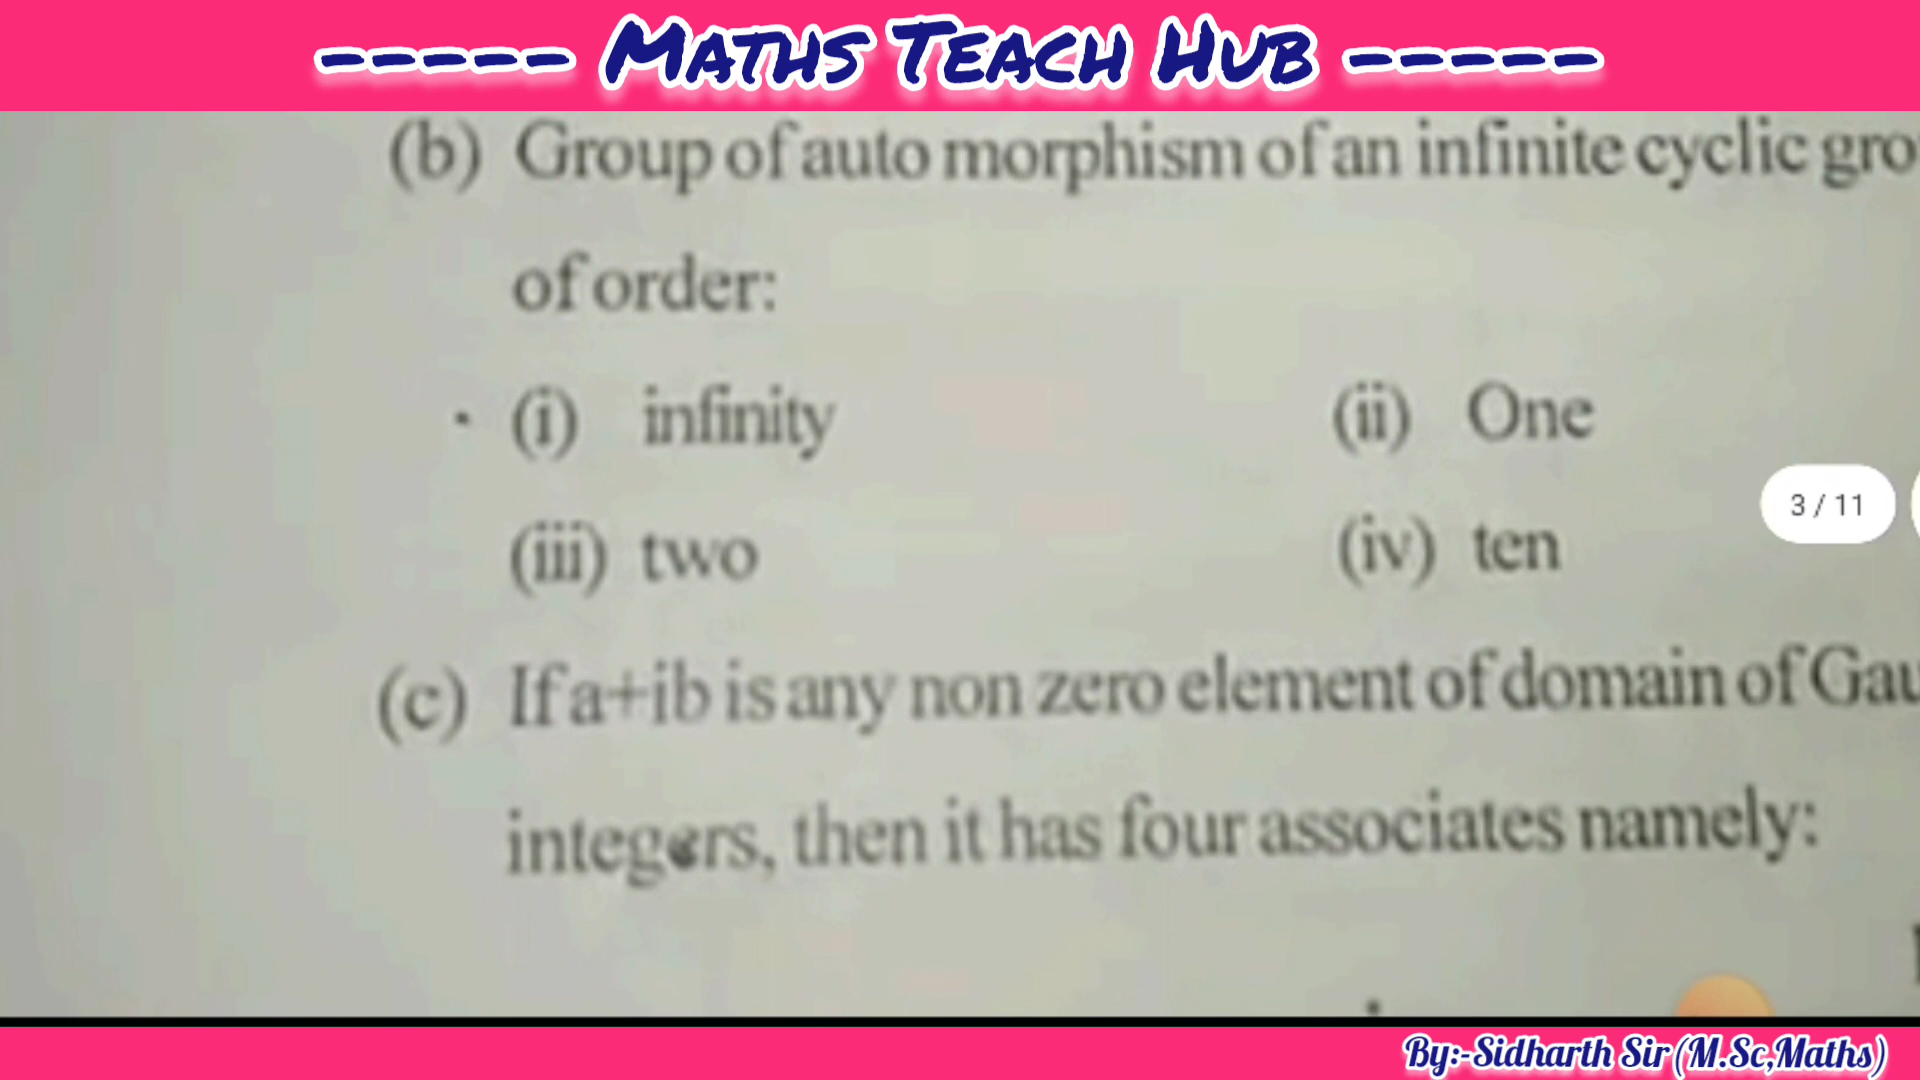 ----- MATHS TEACH HUB -----
(b) Group of auto morphism of an infinite cyclic gro
of order:
(i) infinity (ii) One
3 / 11
(iii) two (iv) ten
(c) If a+ib is any non zero element of domain of Gau
integers, then it has four associates namely:
By:-Sidharth Sir (M.Sc,Maths)